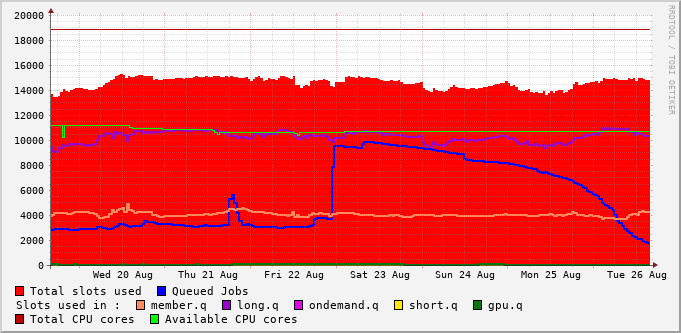 20000
18000
16000
14000
12000
10000
8000
6000
4000
2000
0
Wed 20 Aug Thu 21 Aug Fri 22 Aug Sat 23 Aug Sun 24 Aug Mon 25 Aug Tue 26 Aug
RRDTOOL / TOBI OETIKER
Total slots used Queued Jobs
Slots used in : member.q long.q ondemand.q short.q gpu.q
Total CPU cores Available CPU cores